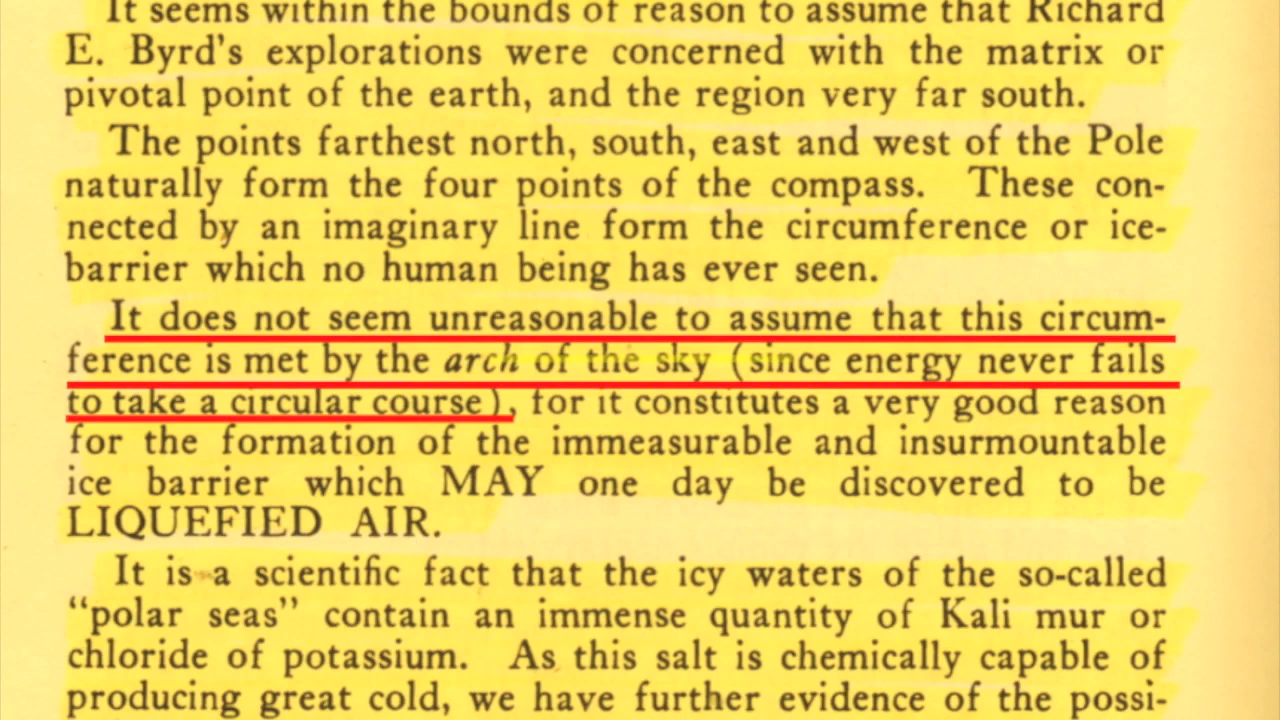 It seems within the bounds of reason to assume that Richard
E. Byrd's explorations were concerned with the matrix or
pivotal point of the earth, and the region very far south.
The points farthest north, south, east and west of the Pole
naturally form the four points of the compass. These con-
nected by an imaginary line form the circumference or ice-
barrier which no human being has ever seen.
It does not seem unreasonable to assume that this circum-
ference is met by the arch of the sky (since energy never fails
to take a circular course), for it constitutes a very good reason
for the formation of the immeasurable and insurmountable
ice barrier which MAY one day be discovered to be
LIQUEFIED AIR.
It is a scientific fact that the icy waters of the so-called
“polar seas” contain an immense quantity of Kali mur or
chloride of potassium. As this salt is chemically capable of
producing great cold, we have further evidence of the possi-